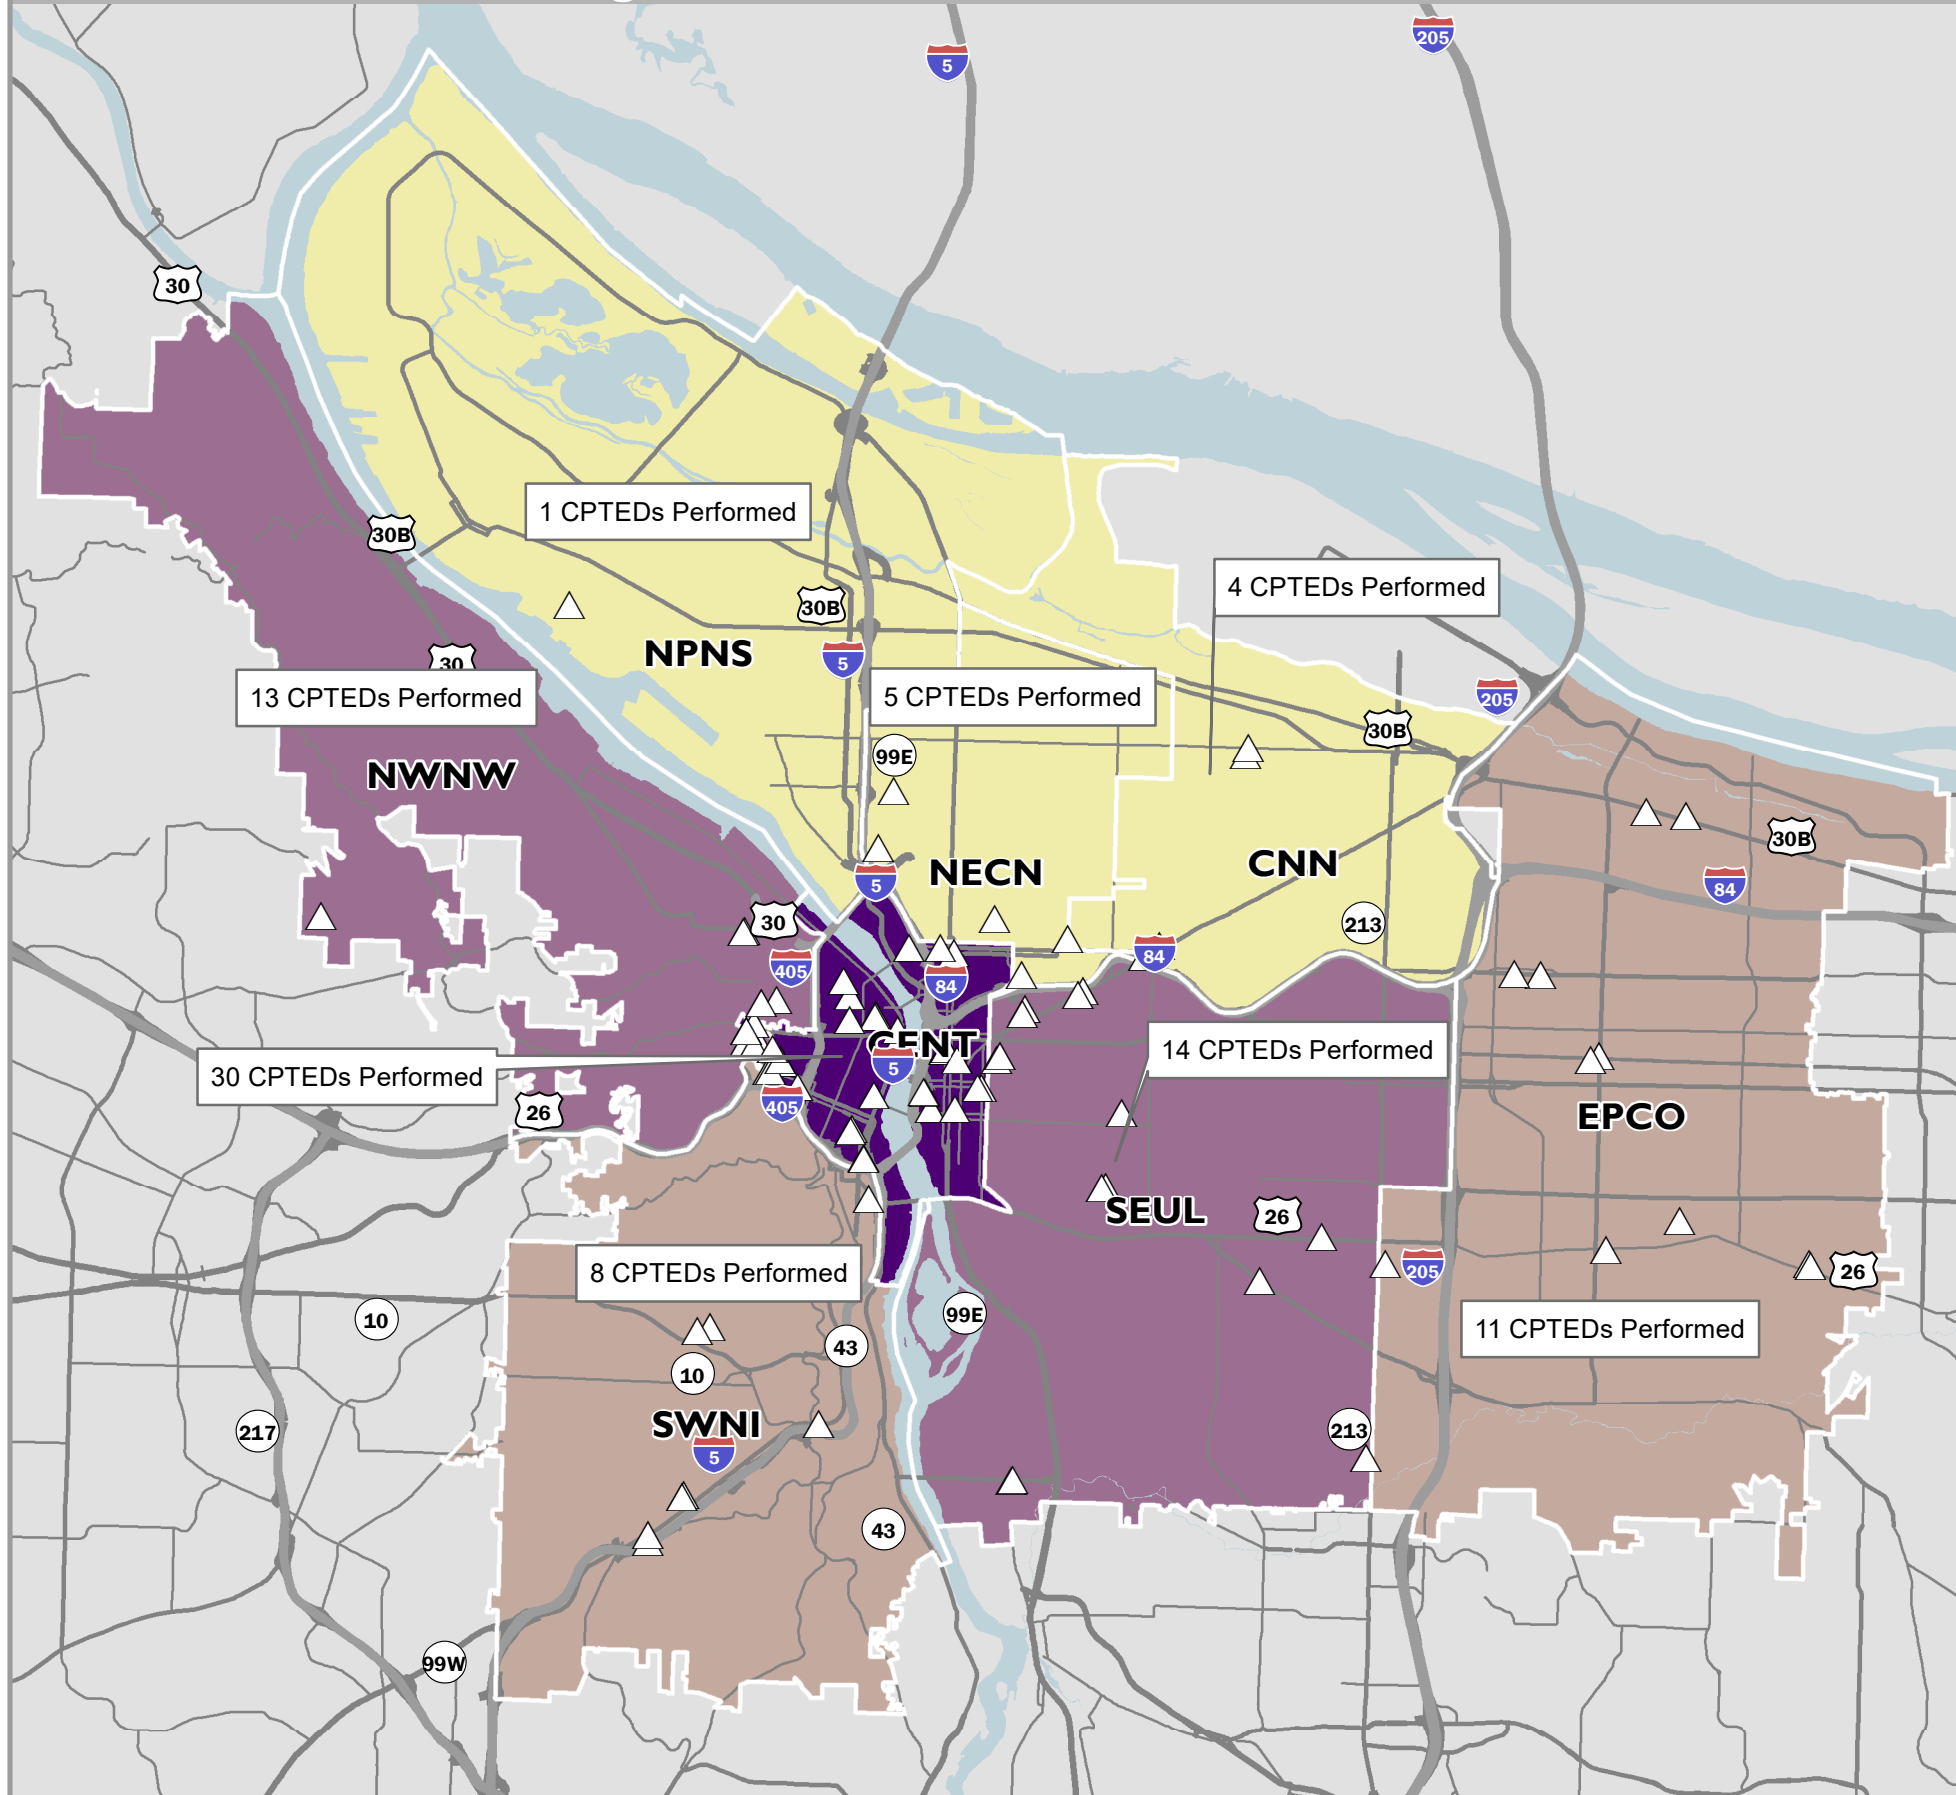 5
205
30
1 CPTEDs Performed
30B
4 CPTEDs Performed
30B
NPNS
30
5
13 CPTEDs Performed
5 CPTEDs Performed
205
30B
99E
NWNW
30B
CNN
NECN
5
84
30
213
84
405
84
CENT
14 CPTEDs Performed
5
30 CPTEDs Performed
405
26
EPCO
SEUL
26
205
26
8 CPTEDs Performed
99E
10
11 CPTEDs Performed
43
10
SWNI
213
217
5
43
99W